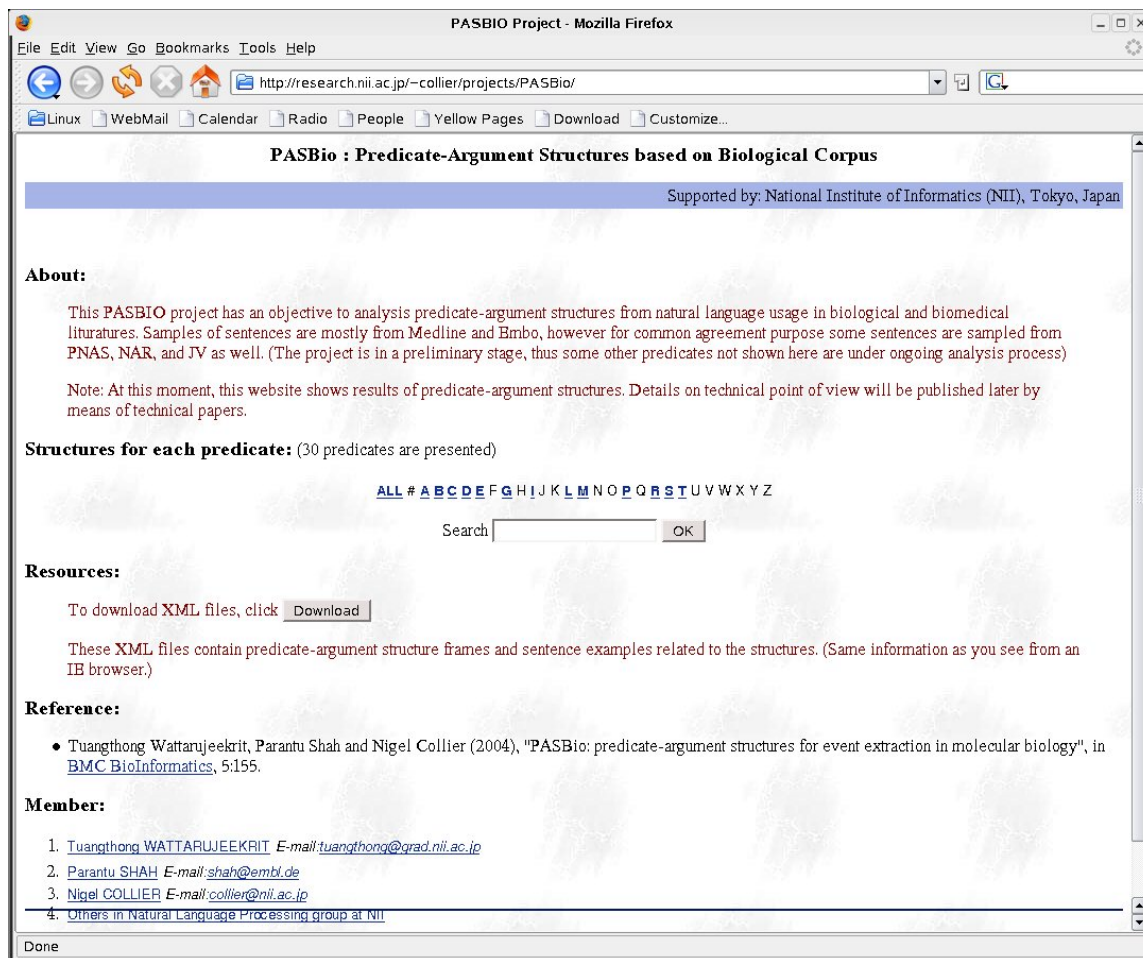 PASBIO Project - Mozilla Firefox
File Edit View Go Bookmarks Tools Help
http://research.nii.ac.jp/~collier/projects/PASBio/
G
Linux WebMail Calendar Radio People Yellow Pages Download Customize...
PASBio : Predicate-Argument Structures based on Biological Corpus
Supported by: National Institute of Informatics (NII), Tokyo, Japan
About:
This PASBIO project has an objective to analysis predicate-argument structures from natural language usage in biological and biomedical
lituratures. Samples of sentences are mostly from Medline and Embo, however for common agreement purpose some sentences are sampled from
PNAS, NAR, and JV as well. (The project is in a preliminary stage, thus some other predicates not shown here are under ongoing analysis process)
Note: At this moment, this website shows results of predicate-argument structures. Details on technical point of view will be published later by
means of technical papers.
Structures for each predicate: (30 predicates are presented)
ALL # A B C D E F G H I J K L M N O P Q R S T U V W X Y Z
Search OK
Resources:
To download XML files, click Download
These XML files contain predicate-argument structure frames and sentence examples related to the structures. (Same information as you see from an
IE browser.)
Reference:
• Tuangthong Wattarujeekrit, Parantu Shah and Nigel Collier (2004), "PASBio: predicate-argument structures for event extraction in molecular biology", in
BMC BioInformatics, 5:155.
Member:
1. Tuangthong WATTARUJEEKRIT E-mail:tuangthong@grad.nii.ac.jp
2. Parantu SHAH E-mail:shah@embl.de
3. Nigel COLLIER E-mail:collier@nii.ac.jp
4. Others in Natural Language Processing group at NII
Done